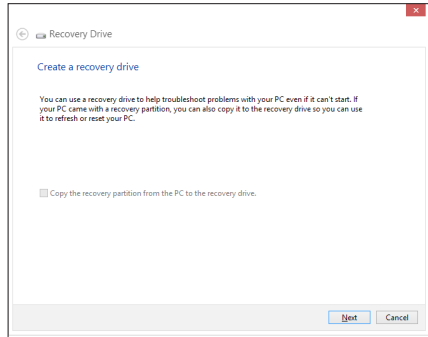 Recovery Drive
Create a recovery drive
You can use a recovery drive to help troubleshoot problems with your PC even if it can't start. If
your PC came with a recovery partition, you can also copy it to the recovery drive so you can use
it to refresh or reset your PC.
Copy the recovery partition from the PC to the recovery drive.
Next Cancel